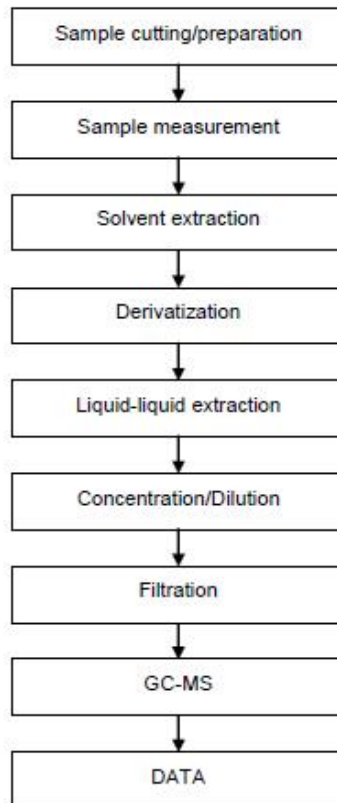 Sample cutting/preparation
Sample measurement
Solvent extraction
Derivatization
Liquid-liquid extraction
Concentration/Dilution
Filtration
GC-MS
DATA